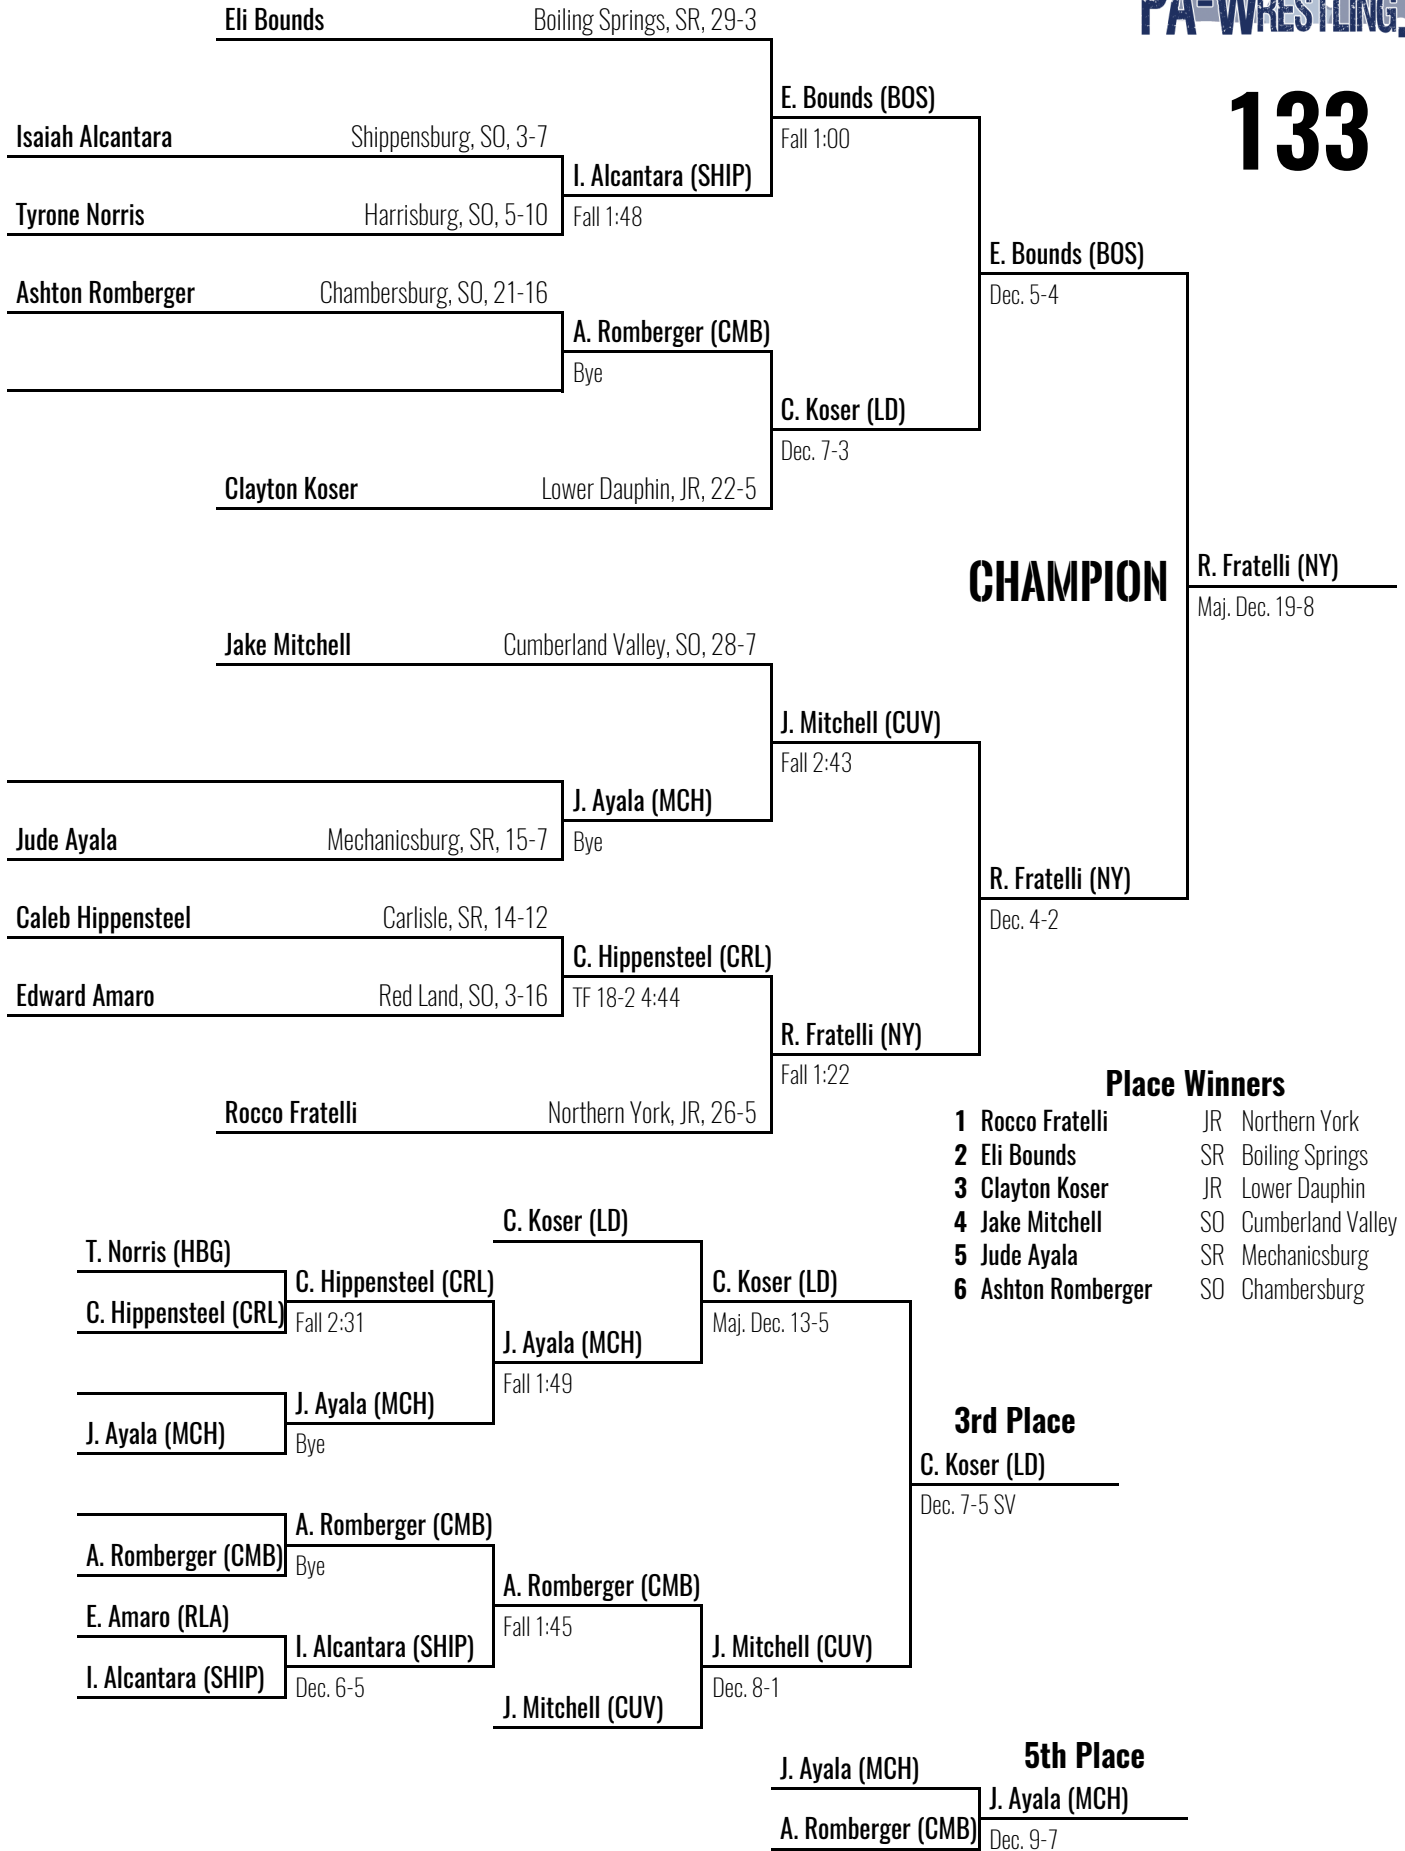 PA-WRESTLING.
133
Eli Bounds Boiling Springs, SR, 29-3
E. Bounds (BOS)
Fall 1:00
Isaiah Alcantara Shippensburg, SO, 3-7
I. Alcantara (SHIP)
Tyrone Norris Harrisburg, SO, 5-10
Fall 1:48
E. Bounds (BOS)
Dec. 5-4
Ashton Romberger Chambersburg, SO, 21-16
A. Romberger (CMB)
Bye
C. Koser (LD)
Dec. 7-3
Clayton Koser Lower Dauphin, JR, 22-5
CHAMPION
R. Fratelli (NY)
Maj. Dec. 19-8
Jake Mitchell Cumberland Valley, SO, 28-7
J. Mitchell (CUV)
Fall 2:43
J. Ayala (MCH)
Jude Ayala Mechanicsburg, SR, 15-7
Bye
R. Fratelli (NY)
Dec. 4-2
Caleb Hippensteel Carlisle, SR, 14-12
C. Hippensteel (CRL)
Edward Amaro Red Land, SO, 3-16
TF 18-2 4:44
R. Fratelli (NY)
Fall 1:22
Rocco Fratelli Northern York, JR, 26-5
Place Winners
1 Rocco Fratelli JR Northern York
2 Eli Bounds SR Boiling Springs
3 Clayton Koser JR Lower Dauphin
4 Jake Mitchell SO Cumberland Valley
5 Jude Ayala SR Mechanicsburg
6 Ashton Romberger SO Chambersburg
C. Koser (LD)
T. Norris (HBG)
C. Hippensteel (CRL)
C. Koser (LD)
C. Hippensteel (CRL)
Fall 2:31
Maj. Dec. 13-5
J. Ayala (MCH)
Fall 1:49
J. Ayala (MCH)
J. Ayala (MCH)
Bye
3rd Place
C. Koser (LD)
Dec. 7-5 SV
A. Romberger (CMB)
A. Romberger (CMB)
Bye
A. Romberger (CMB)
Fall 1:45
E. Amaro (RLA)
I. Alcantara (SHIP)
J. Mitchell (CUV)
I. Alcantara (SHIP)
Dec. 6-5
Dec. 8-1
J. Mitchell (CUV)
5th Place
J. Ayala (MCH)
J. Ayala (MCH)
A. Romberger (CMB)
Dec. 9-7